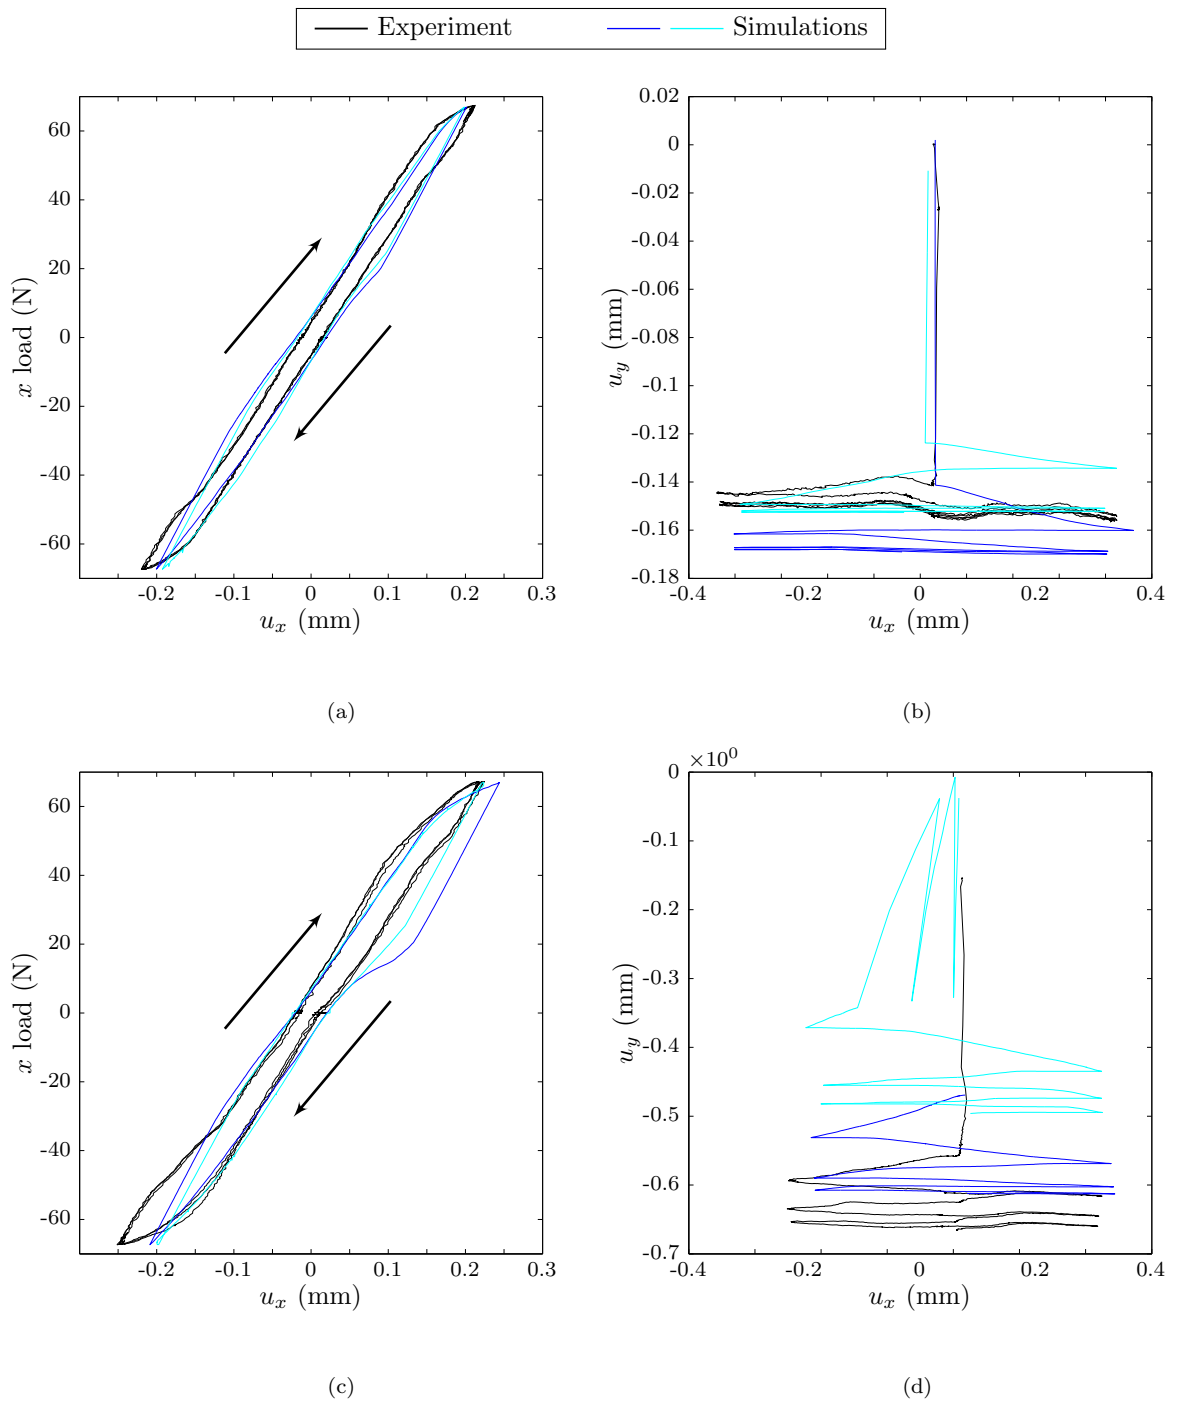 Experiment Simulations
60
40
20
0
-20
-40
-60
x load (N)
-0.2 -0.1 0 0.1 0.2 0.3
u_x (mm)
(a)
0.02
0
-0.02
-0.04
-0.06
-0.08
-0.1
-0.12
-0.14
-0.16
-0.18
u_y (mm)
-0.4 -0.2 0 0.2 0.4
u_x (mm)
(b)
60
40
20
0
-20
-40
-60
x load (N)
-0.2 -0.1 0 0.1 0.2 0.3
u_x (mm)
(c)
×10⁰
0
-0.1
-0.2
-0.3
-0.4
-0.5
-0.6
-0.7
u_y (mm)
-0.4 -0.2 0 0.2 0.4
u_x (mm)
(d)